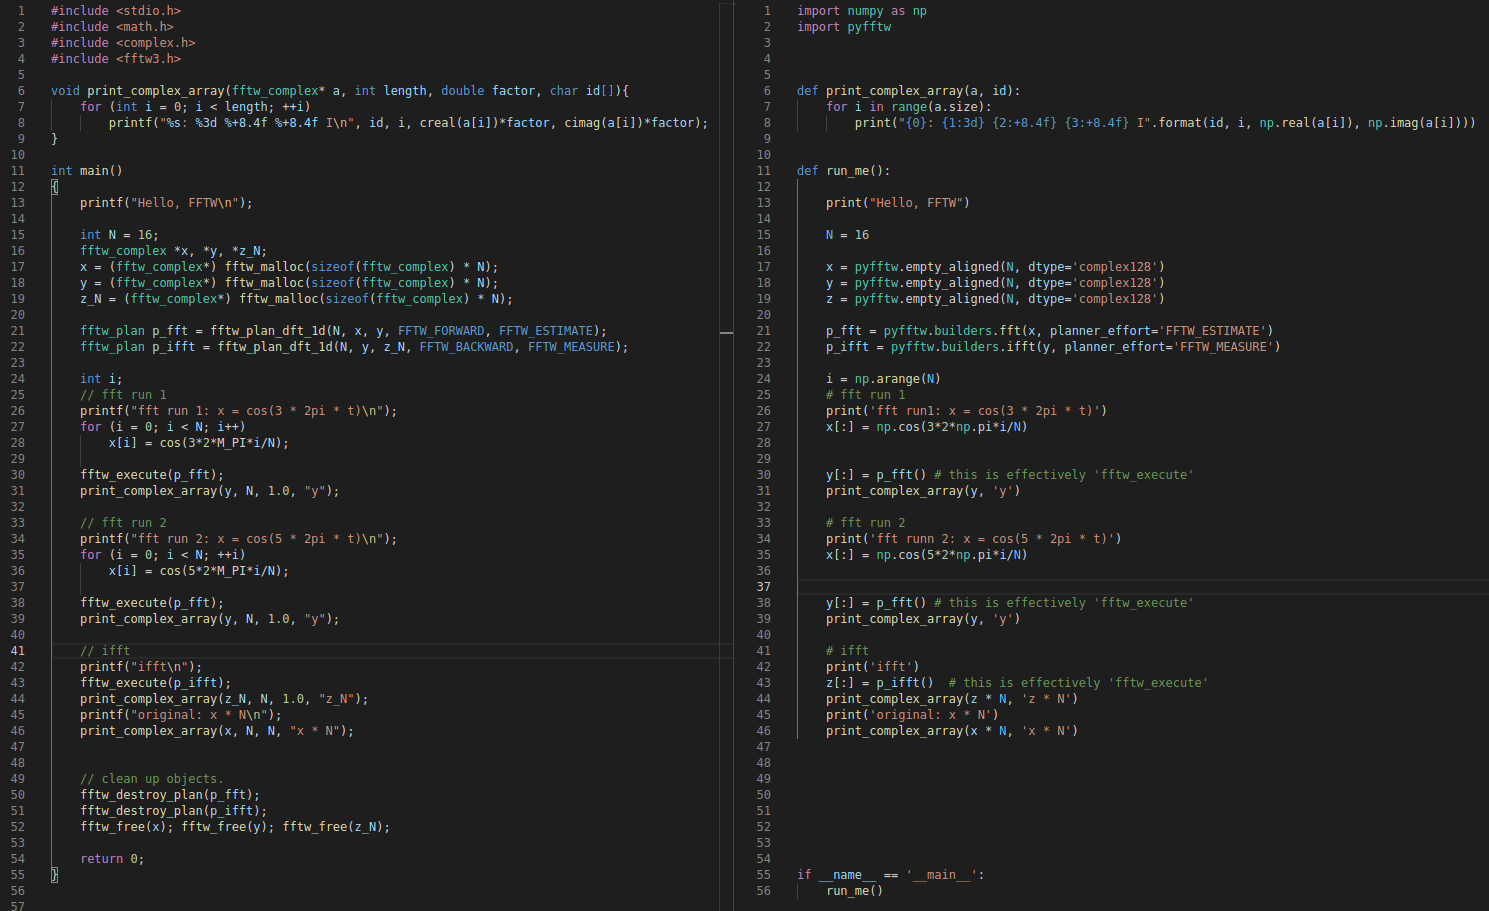 1 #include <stdio.h>
2 #include <math.h>
3 #include <complex.h>
4 #include <fftw3.h>
5
6 void print_complex_array(fftw_complex* a, int length, double factor, char id[]){
7     for (int i = 0; i < length; ++i)
8         printf("%s: %3d %+8.4f %+8.4f I\n", id, i, creal(a[i])*factor, cimag(a[i])*factor);
9 }
10
11 int main()
12 {
13     printf("Hello, FFTW\n");
14
15     int N = 16;
16     fftw_complex *x, *y, *z_N;
17     x = (fftw_complex*) fftw_malloc(sizeof(fftw_complex) * N);
18     y = (fftw_complex*) fftw_malloc(sizeof(fftw_complex) * N);
19     z_N = (fftw_complex*) fftw_malloc(sizeof(fftw_complex) * N);
20
21     fftw_plan p_fft = fftw_plan_dft_1d(N, x, y, FFTW_FORWARD, FFTW_ESTIMATE);
22     fftw_plan p_ifft = fftw_plan_dft_1d(N, y, z_N, FFTW_BACKWARD, FFTW_MEASURE);
23
24     int i;
25     // fft run 1
26     printf("fft run 1: x = cos(3 * 2pi * t)\n");
27     for (i = 0; i < N; i++)
28         x[i] = cos(3*2*M_PI*i/N);
29
30     fftw_execute(p_fft);
31     print_complex_array(y, N, 1.0, "y");
32
33     // fft run 2
34     printf("fft run 2: x = cos(5 * 2pi * t)\n");
35     for (i = 0; i < N; ++i)
36         x[i] = cos(5*2*M_PI*i/N);
37
38     fftw_execute(p_fft);
39     print_complex_array(y, N, 1.0, "y");
40
41     // ifft
42     printf("ifft\n");
43     fftw_execute(p_ifft);
44     print_complex_array(z_N, N, 1.0, "z_N");
45     printf("original: x * N\n");
46     print_complex_array(x, N, N, "x * N");
47
48
49     // clean up objects.
50     fftw_destroy_plan(p_fft);
51     fftw_destroy_plan(p_ifft);
52     fftw_free(x); fftw_free(y); fftw_free(z_N);
53
54     return 0;
55 }
56
57
1 import numpy as np
2 import pyfftw
3
4
5
6 def print_complex_array(a, id):
7     for i in range(a.size):
8         print("{0}: {1:3d} {2:+8.4f} {3:+8.4f} I".format(id, i, np.real(a[i]), np.imag(a[i])))
9
10
11 def run_me():
12
13     print("Hello, FFTW")
14
15     N = 16
16
17     x = pyfftw.empty_aligned(N, dtype='complex128')
18     y = pyfftw.empty_aligned(N, dtype='complex128')
19     z = pyfftw.empty_aligned(N, dtype='complex128')
20
21     p_fft = pyfftw.builders.fft(x, planner_effort='FFTW_ESTIMATE')
22     p_ifft = pyfftw.builders.ifft(y, planner_effort='FFTW_MEASURE')
23
24     i = np.arange(N)
25     # fft run 1
26     print('fft run1: x = cos(3 * 2pi * t)')
27     x[:] = np.cos(3*2*np.pi*i/N)
28
29
30     y[:] = p_fft() # this is effectively 'fftw_execute'
31     print_complex_array(y, 'y')
32
33     # fft run 2
34     print('fft runn 2: x = cos(5 * 2pi * t)')
35     x[:] = np.cos(5*2*np.pi*i/N)
36
37
38     y[:] = p_fft() # this is effectively 'fftw_execute'
39     print_complex_array(y, 'y')
40
41     # ifft
42     print('ifft')
43     z[:] = p_ifft()  # this is effectively 'fftw_execute'
44     print_complex_array(z * N, 'z * N')
45     print('original: x * N')
46     print_complex_array(x * N, 'x * N')
47
48
49
50
51
52
53
54
55 if __name__ == '__main__':
56     run_me()